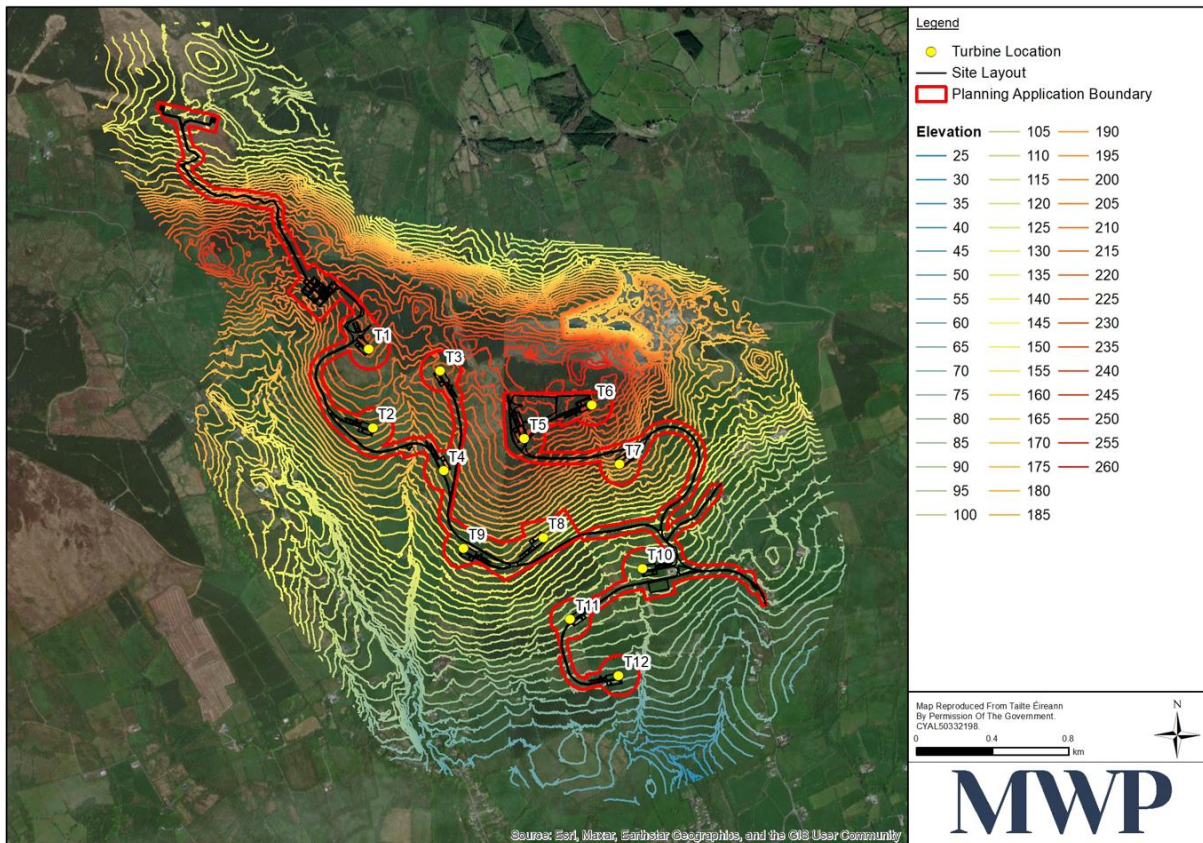 T1
T3
T6
T2
T5
T7
T4
T8
T9
T10
T11
T12
Source: Esri, Maxar, Earthstar Geographics, and the GIS User Community
Legend
Turbine Location
Site Layout
Planning Application Boundary
Elevation
25
30
35
40
45
50
55
60
65
70
75
80
85
90
95
100
105
110
115
120
125
130
135
140
145
150
155
160
165
170
175
180
185
190
195
200
205
210
215
220
225
230
235
240
245
250
255
260
Map Reproduced From Tailte Éireann
By Permission Of The Government.
CYAL50332198.
N
0 0.4 0.8
km
MWP